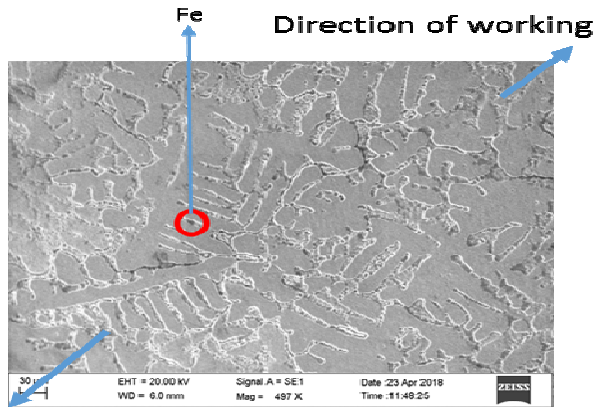 Fe
Direction of working
30 µm
EHT = 20.00 kV
Signal A = SE1
Date :23 Apr 2018
ZEISS
WD = 6.0 mm
Mag = 497 X
Time :11:48:25